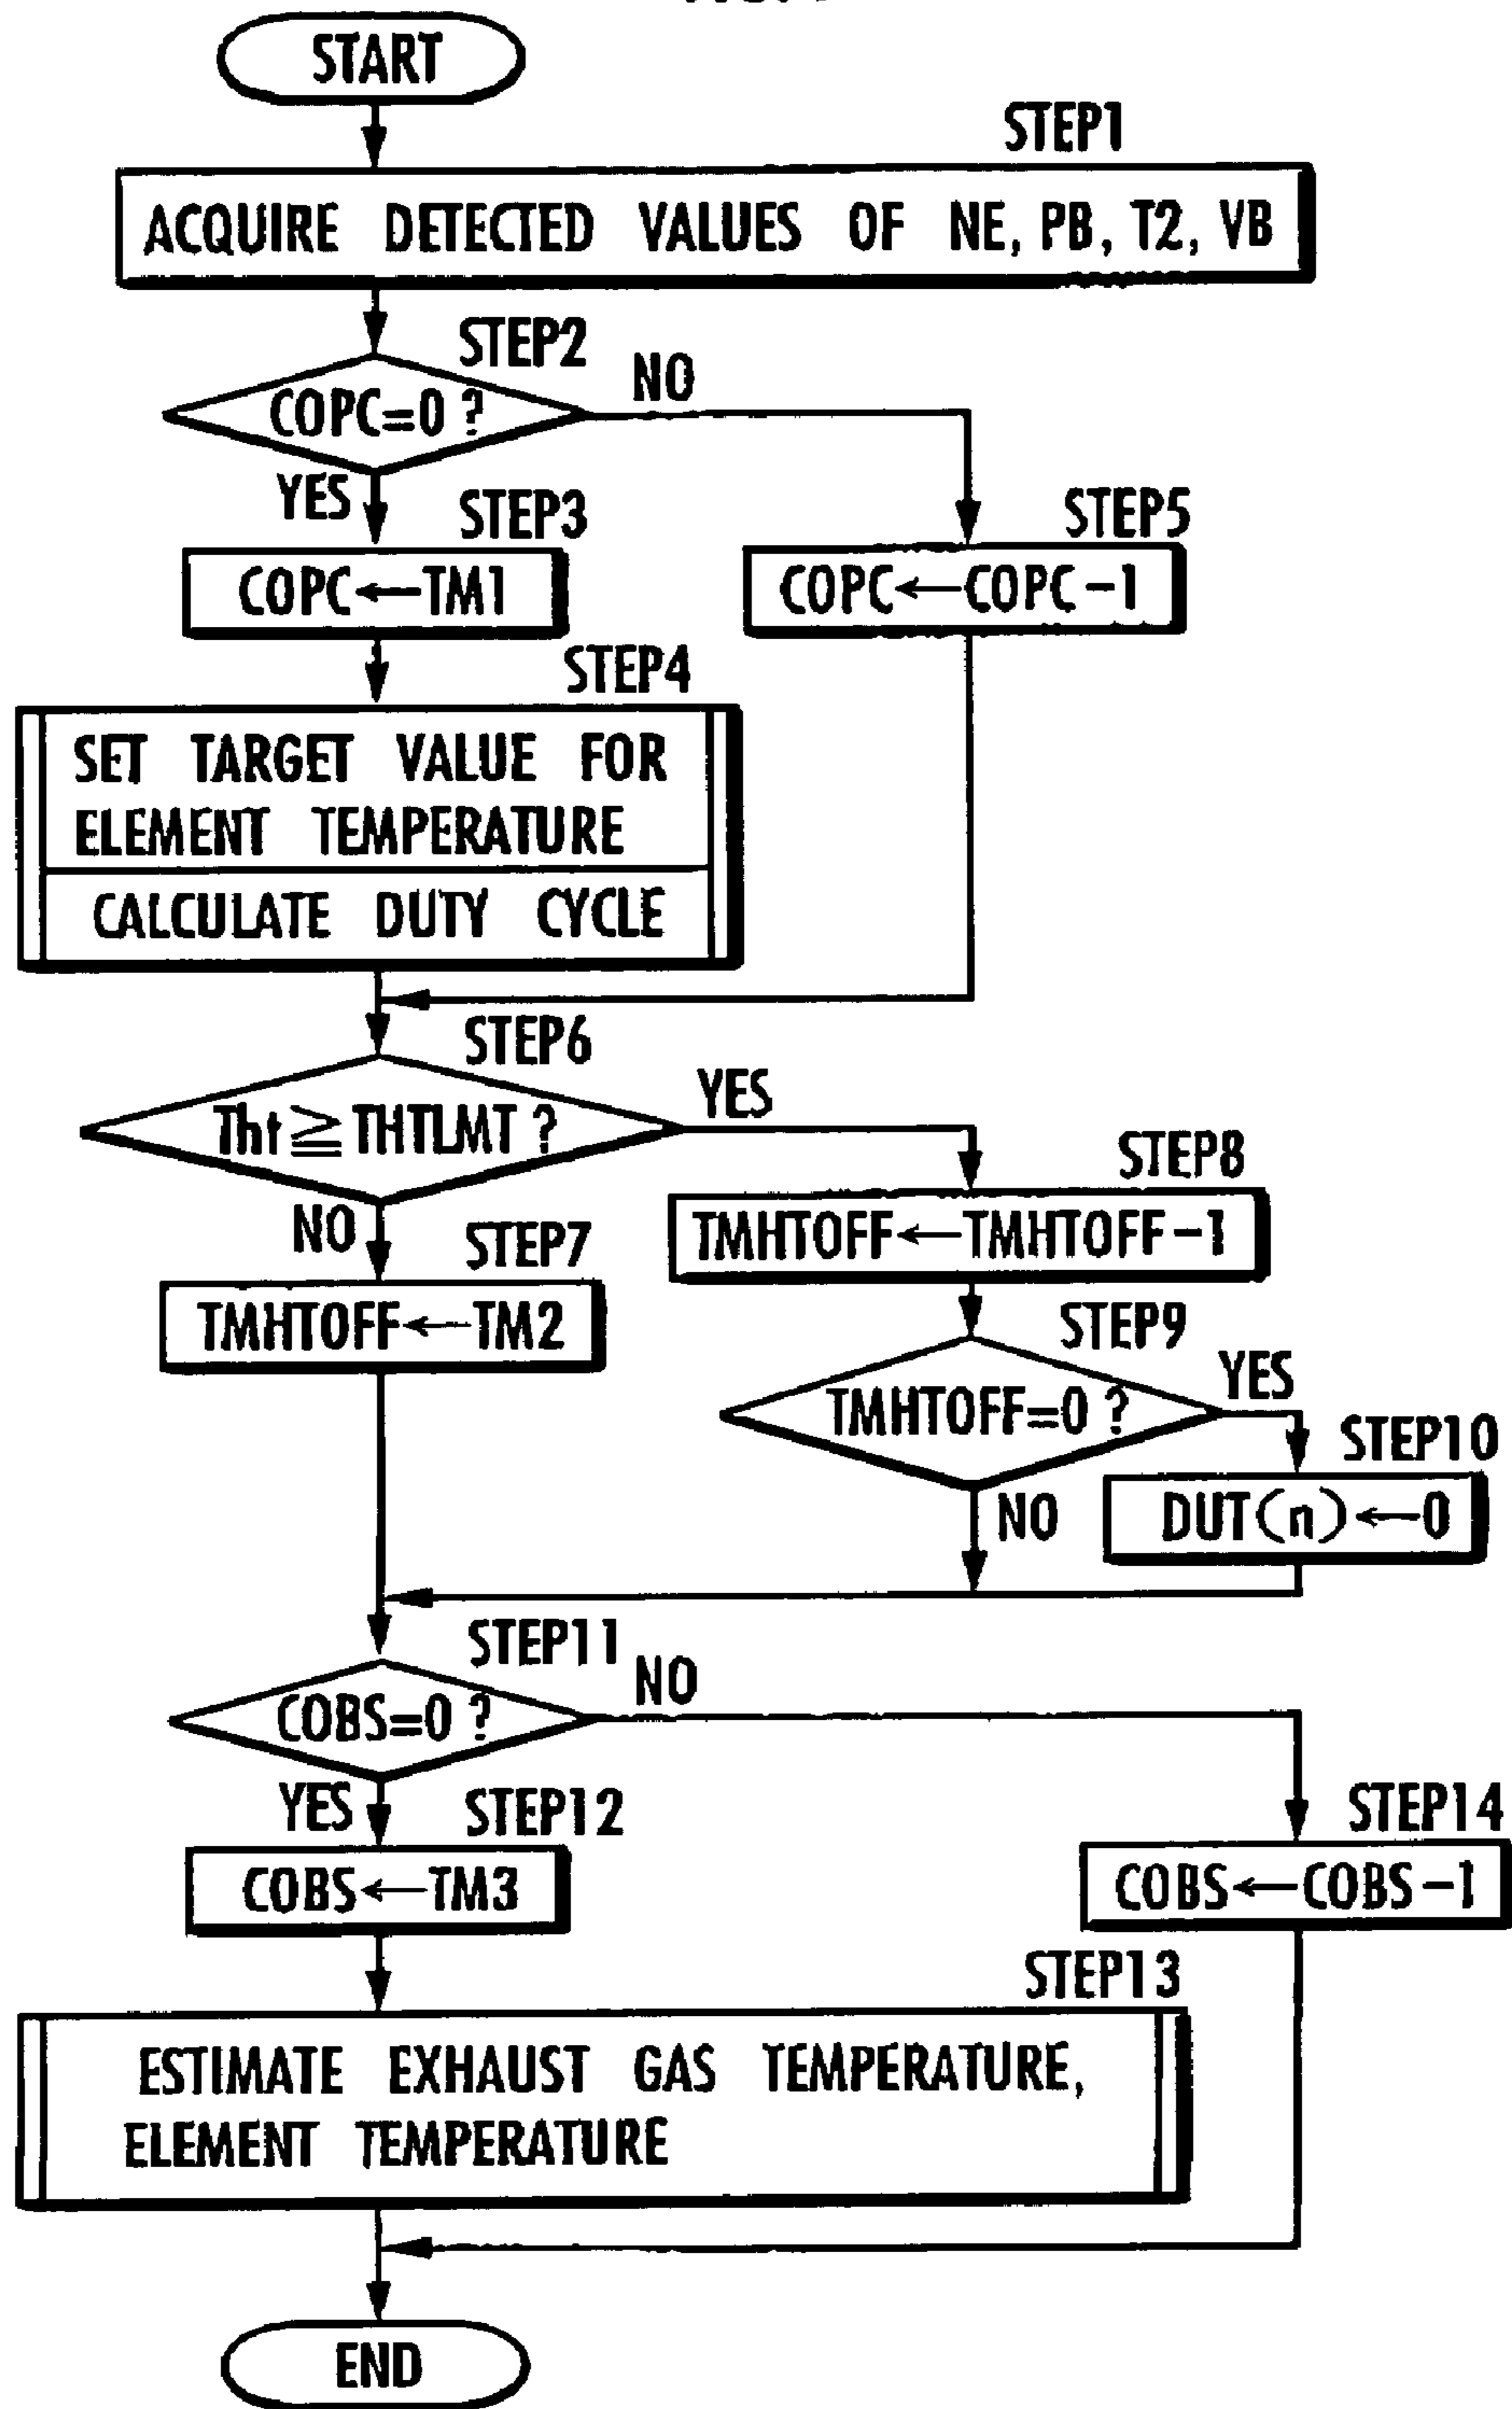 START
STEP1
ACQUIRE DETECTED VALUES OF NE, PB, T2, VB
STEP2
COPC=0 ?
NO
YES
STEP3
COPC←TM1
STEP5
COPC←COPC-1
STEP4
SET TARGET VALUE FOR
ELEMENT TEMPERATURE
CALCULATE DUTY CYCLE
STEP6
Tht≧THTLMT ?
YES
NO
STEP7
TMHTOFF←TM2
STEP8
TMHTOFF←TMHTOFF-1
STEP9
TMHTOFF=0 ?
YES
NO
STEP10
DUT(n)←0
STEP11
COBS=0 ?
NO
YES
STEP12
COBS←TM3
STEP14
COBS←COBS-1
STEP13
ESTIMATE EXHAUST GAS TEMPERATURE,
ELEMENT TEMPERATURE
END